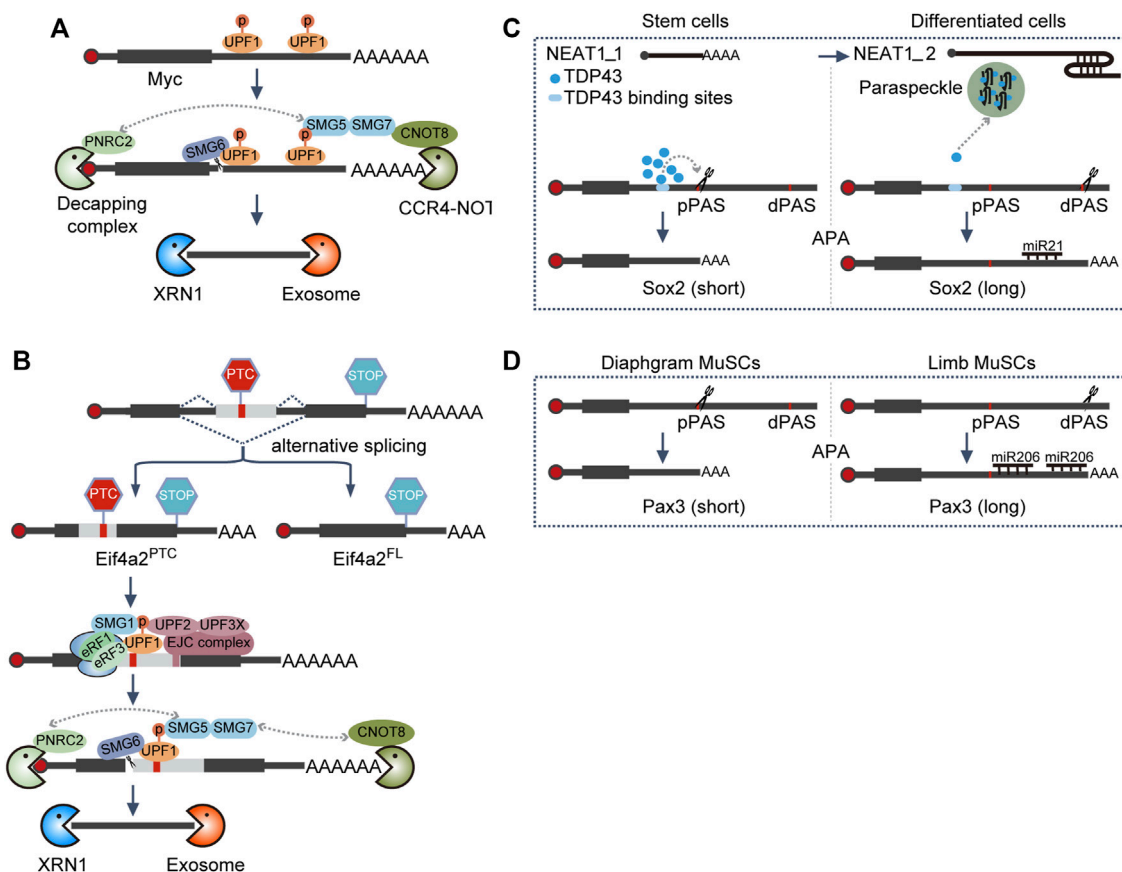 A
p p
UPF1 UPF1
AAAAAA
Myc
PNRC2
p p
SMG5 SMG7
CNOT8
SMG6
UPF1 UPF1
AAAAAA
Decapping
complex
CCR4-NOT
XRN1 Exosome
B
PTC STOP
AAAAAA
alternative splicing
PTC STOP STOP
AAA AAA
Eif4a2PTC Eif4a2FL
SMG1 p UPF2 UPF3X
eRF1 UPF1 EJC complex
eRF3
AAAAAA
p SMG5 SMG7 CNOT8
PNRC2 SMG6 UPF1
AAAAAA
XRN1 Exosome
C
Stem cells Differentiated cells
NEAT1_1 AAAA NEAT1_2
TDP43
TDP43 binding sites
Paraspeckle
pPAS dPAS pPAS dPAS
APA
miR21
AAA AAA
Sox2 (short) Sox2 (long)
D
Diaphgram MuSCs Limb MuSCs
pPAS dPAS pPAS dPAS
APA
miR206 miR206
AAA AAA
Pax3 (short) Pax3 (long)